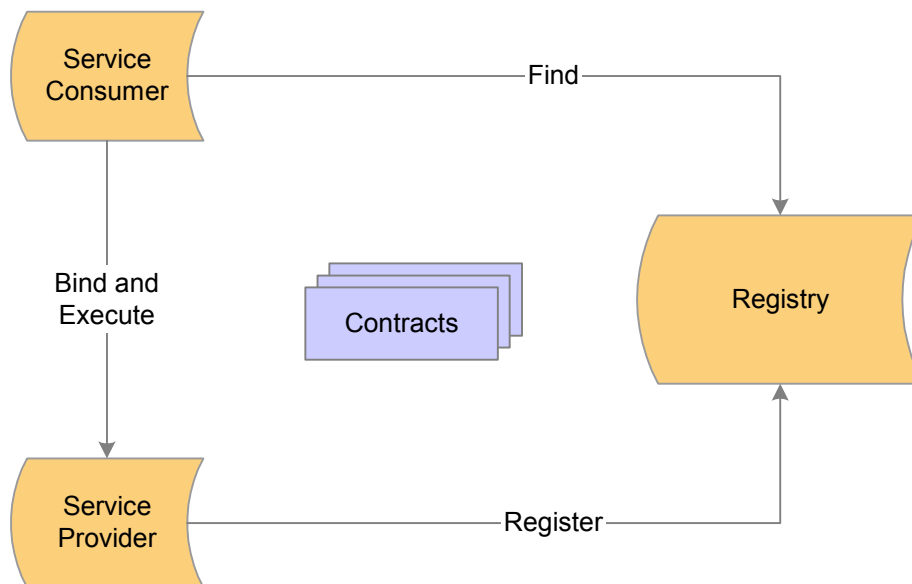 Service
Consumer
Find
Bind and
Execute
Contracts
Registry
Service
Provider
Register